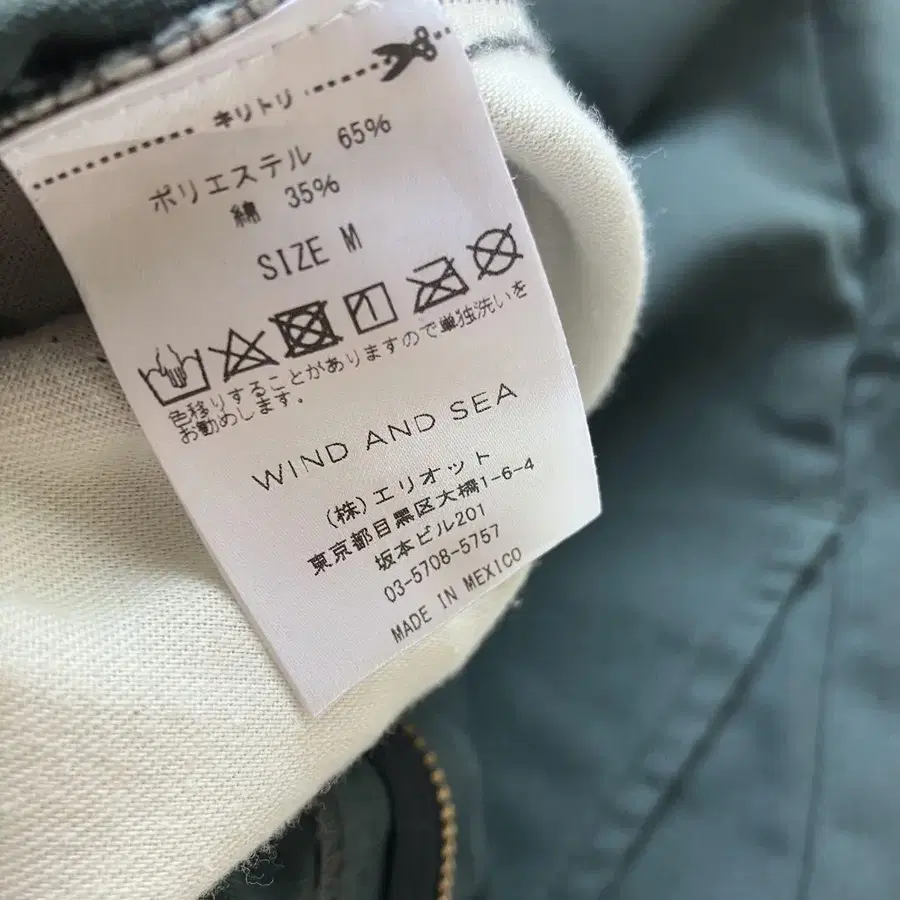 キリトリ
ポリエステル 65%
綿 35%
SIZE M
色移りすることがありますので単独洗いを
お勧めします。
WIND AND SEA
(株)エリオット
東京都目黒区大橋1-6-4
坂本ビル201
03-5708-5757
MADE IN MEXICO